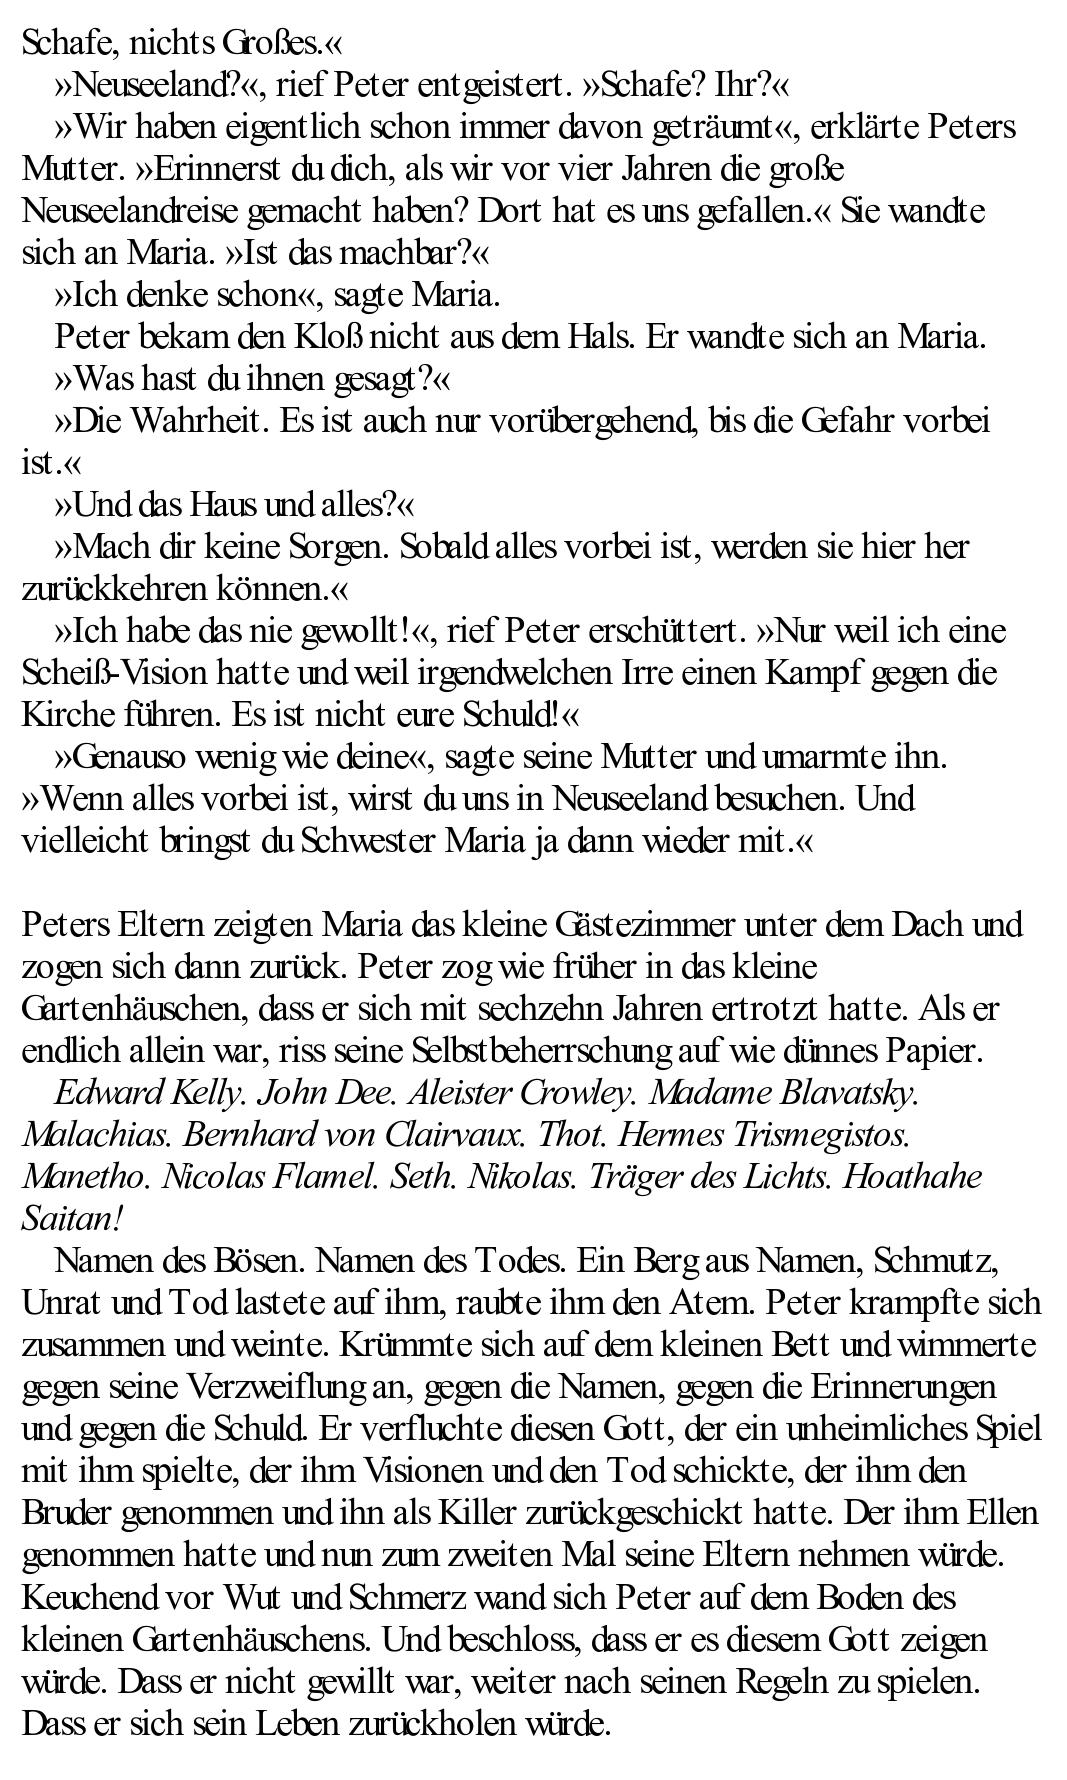 Schafe, nichts Großes.«
»Neuseeland?«, rief Peter entgeistert. »Schafe? Ihr?«
»Wir haben eigentlich schon immer davon geträumt«, erklärte Peters
Mutter. »Erinnerst du dich, als wir vor vier Jahren die große
Neuseelandreise gemacht haben? Dort hat es uns gefallen.« Sie wandte
sich an Maria. »Ist das machbar?«
»Ich denke schon«, sagte Maria.
Peter bekam den Kloß nicht aus dem Hals. Er wandte sich an Maria.
»Was hast du ihnen gesagt?«
»Die Wahrheit. Es ist auch nur vorübergehend, bis die Gefahr vorbei
ist.«
»Und das Haus und alles?«
»Mach dir keine Sorgen. Sobald alles vorbei ist, werden sie hier her
zurückkehren können.«
»Ich habe das nie gewollt!«, rief Peter erschüttert. »Nur weil ich eine
Scheiß-Vision hatte und weil irgendwelchen Irre einen Kampf gegen die
Kirche führen. Es ist nicht eure Schuld!«
»Genauso wenig wie deine«, sagte seine Mutter und umarmte ihn.
»Wenn alles vorbei ist, wirst du uns in Neuseeland besuchen. Und
vielleicht bringst du Schwester Maria ja dann wieder mit.«
Peters Eltern zeigten Maria das kleine Gästezimmer unter dem Dach und
zogen sich dann zurück. Peter zog wie früher in das kleine
Gartenhäuschen, dass er sich mit sechzehn Jahren ertrotzt hatte. Als er
endlich allein war, riss seine Selbstbeherrschung auf wie dünnes Papier.
Edward Kelly. John Dee. Aleister Crowley. Madame Blavatsky.
Malachias. Bernhard von Clairvaux. Thot. Hermes Trismegistos.
Manetho. Nicolas Flamel. Seth. Nikolas. Träger des Lichts. Hoathahe
Saitan!
Namen des Bösen. Namen des Todes. Ein Berg aus Namen, Schmutz,
Unrat und Tod lastete auf ihm, raubte ihm den Atem. Peter krampfte sich
zusammen und weinte. Krümmte sich auf dem kleinen Bett und wimmerte
gegen seine Verzweiflung an, gegen die Namen, gegen die Erinnerungen
und gegen die Schuld. Er verfluchte diesen Gott, der ein unheimliches Spiel
mit ihm spielte, der ihm Visionen und den Tod schickte, der ihm den
Bruder genommen und ihn als Killer zurückgeschickt hatte. Der ihm Ellen
genommen hatte und nun zum zweiten Mal seine Eltern nehmen würde.
Keuchend vor Wut und Schmerz wand sich Peter auf dem Boden des
kleinen Gartenhäuschens. Und beschloss, dass er es diesem Gott zeigen
würde. Dass er nicht gewillt war, weiter nach seinen Regeln zu spielen.
Dass er sich sein Leben zurückholen würde.